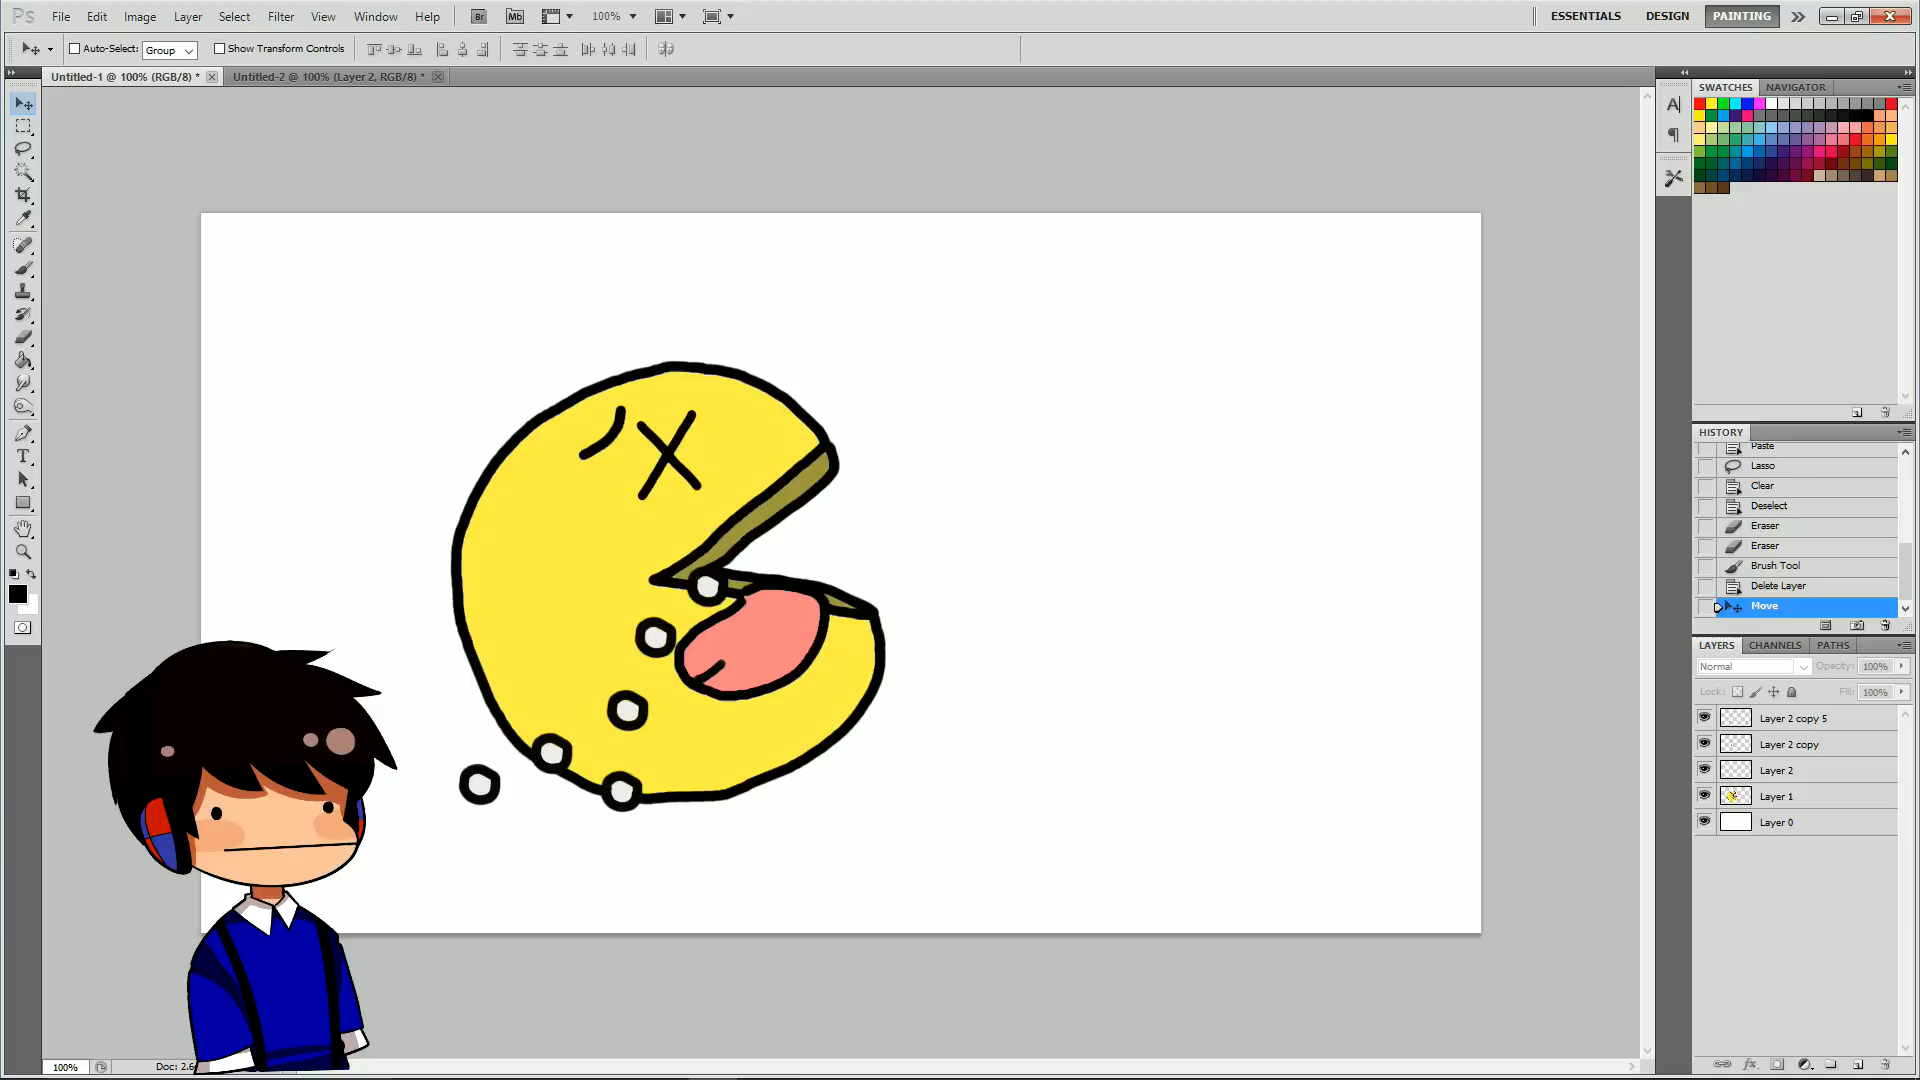 Ps File Edit Image Layer Select Filter View Window Help Br Mb 100% ESSENTIALS DESIGN PAINTING
Auto-Select: Group Show Transform Controls
Untitled-1 @ 100% (RGB/8) * Untitled-2 @ 100% (Layer 2, RGB/8) *
SWATCHES NAVIGATOR
HISTORY
Paste
Lasso
Clear
Deselect
Eraser
Eraser
Brush Tool
Delete Layer
Move
LAYERS CHANNELS PATHS
Normal Opacity: 100%
Lock: Fill: 100%
Layer 2 copy 5
Layer 2 copy
Layer 2
Layer 1
Layer 0
100% Doc: 2.6